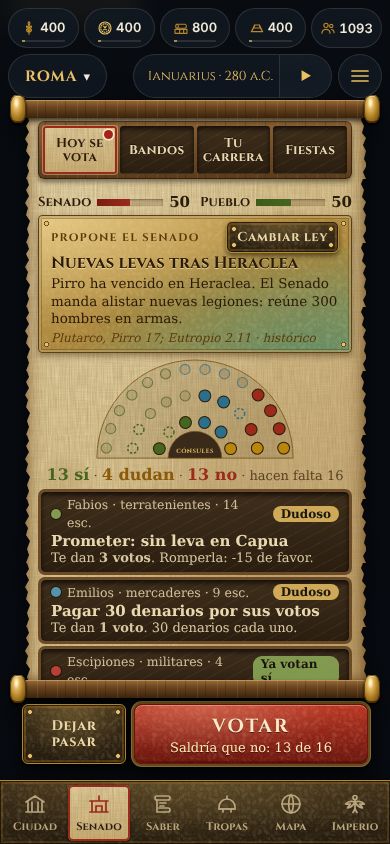 400 400 800 400 1093
ROMA ▾ Ianuarius · 280 a.C.
Hoy se vota Bandos Tu carrera Fiestas
Senado 50 Pueblo 50
PROPONE EL SENADO Cambiar ley
Nuevas levas tras Heraclea
Pirro ha vencido en Heraclea. El Senado
manda alistar nuevas legiones: reúne 300
hombres en armas.
Plutarco, Pirro 17; Eutropio 2.11 · histórico
CÓNSULES
13 sí · 4 dudan · 13 no · hacen falta 16
Fabios · terratenientes · 14
esc.
Dudoso
Prometer: sin leva en Capua
Te dan 3 votos. Romperla: -15 de favor.
Emilios · mercaderes · 9 esc. Dudoso
Pagar 30 denarios por sus votos
Te dan 1 voto. 30 denarios cada uno.
Escipiones · militares · 4
esc.
Ya votan
sí
DEJAR
PASAR
VOTAR
Saldría que no: 13 de 16
Ciudad Senado Saber Tropas Mapa Imperio